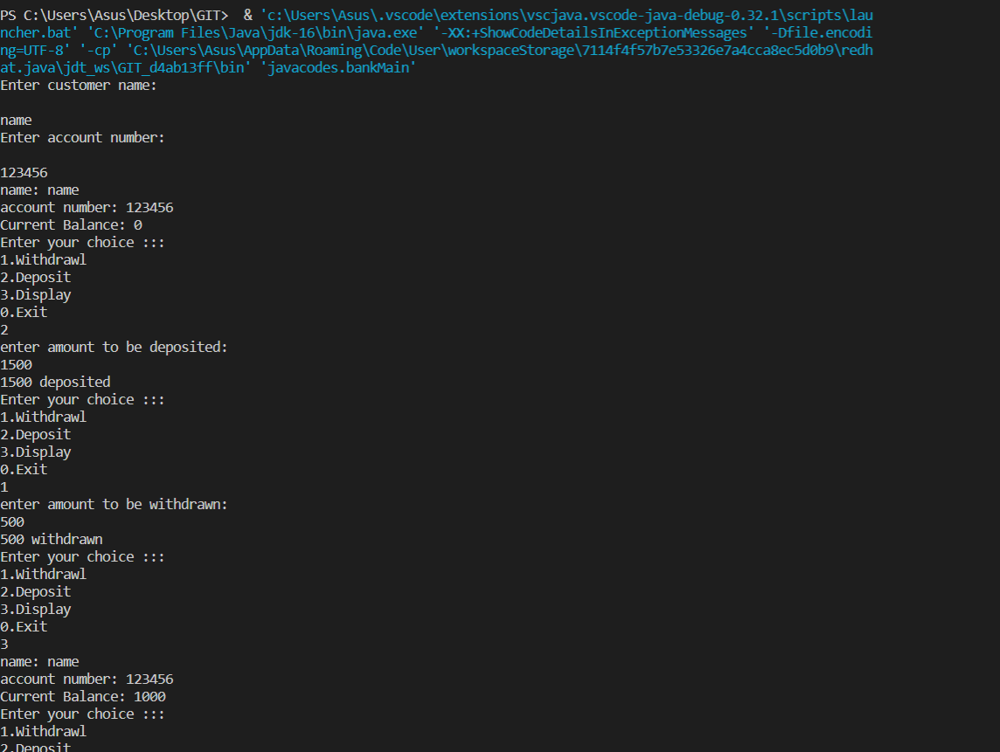 PS C:\Users\Asus\Desktop\GIT>  & 'c:\Users\Asus\.vscode\extensions\vscjava.vscode-java-debug-0.32.1\scripts\lau
ncher.bat' 'C:\Program Files\Java\jdk-16\bin\java.exe' '-XX:+ShowCodeDetailsInExceptionMessages' '-Dfile.encodi
ng=UTF-8' '-cp' 'C:\Users\Asus\AppData\Roaming\Code\User\workspaceStorage\7114f4f57b7e53326e7a4cca8ec5d0b9\redh
at.java\jdt_ws\GIT_d4ab13ff\bin' 'javacodes.bankMain'
Enter customer name:
name
Enter account number:
123456
name: name
account number: 123456
Current Balance: 0
Enter your choice :::
1.Withdrawl
2.Deposit
3.Display
0.Exit
2
enter amount to be deposited:
1500
1500 deposited
Enter your choice :::
1.Withdrawl
2.Deposit
3.Display
0.Exit
1
enter amount to be withdrawn:
500
500 withdrawn
Enter your choice :::
1.Withdrawl
2.Deposit
3.Display
0.Exit
3
name: name
account number: 123456
Current Balance: 1000
Enter your choice :::
1.Withdrawl
2.Deposit